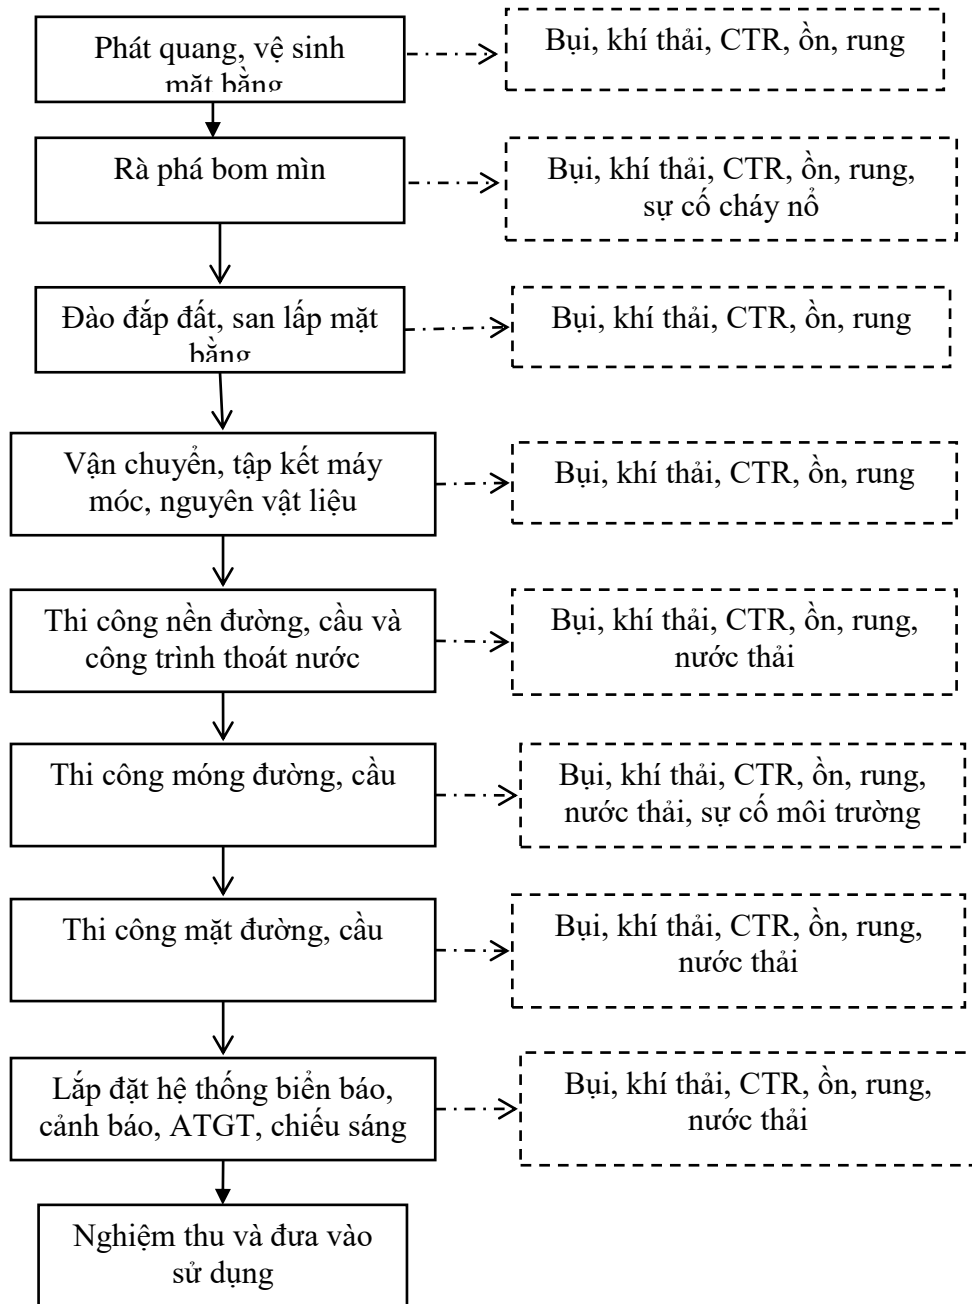 Phát quang, vệ sinh
mặt bằng
Bụi, khí thải, CTR, ồn, rung
Rà phá bom mìn
Bụi, khí thải, CTR, ồn, rung,
sự cố cháy nổ
Đào đắp đất, san lấp mặt
bằng
Bụi, khí thải, CTR, ồn, rung
Vận chuyển, tập kết máy
móc, nguyên vật liệu
Bụi, khí thải, CTR, ồn, rung
Thi công nền đường, cầu và
công trình thoát nước
Bụi, khí thải, CTR, ồn, rung,
nước thải
Thi công móng đường, cầu
Bụi, khí thải, CTR, ồn, rung,
nước thải, sự cố môi trường
Thi công mặt đường, cầu
Bụi, khí thải, CTR, ồn, rung,
nước thải
Lắp đặt hệ thống biển báo,
cảnh báo, ATGT, chiếu sáng
Bụi, khí thải, CTR, ồn, rung,
nước thải
Nghiệm thu và đưa vào
sử dụng